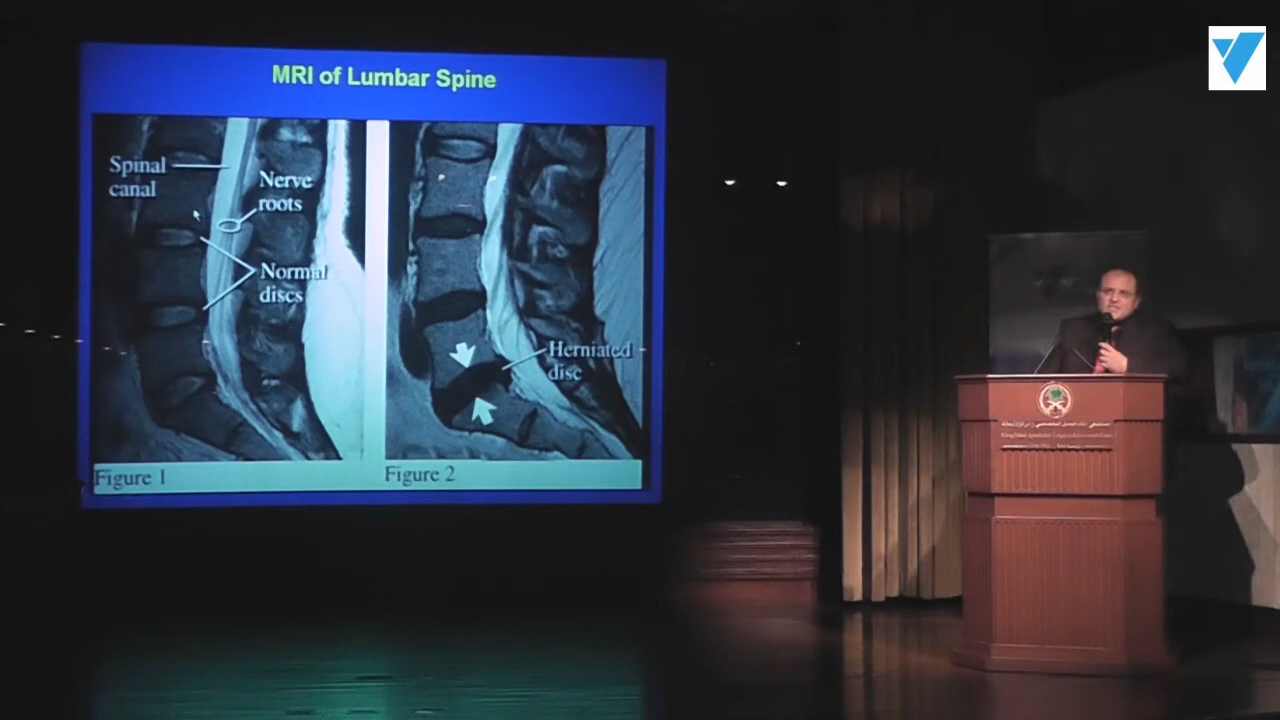 MRI of Lumbar Spine
Spinal
canal
Nerve
roots
Normal
discs
Herniated
disc
Figure 1
Figure 2